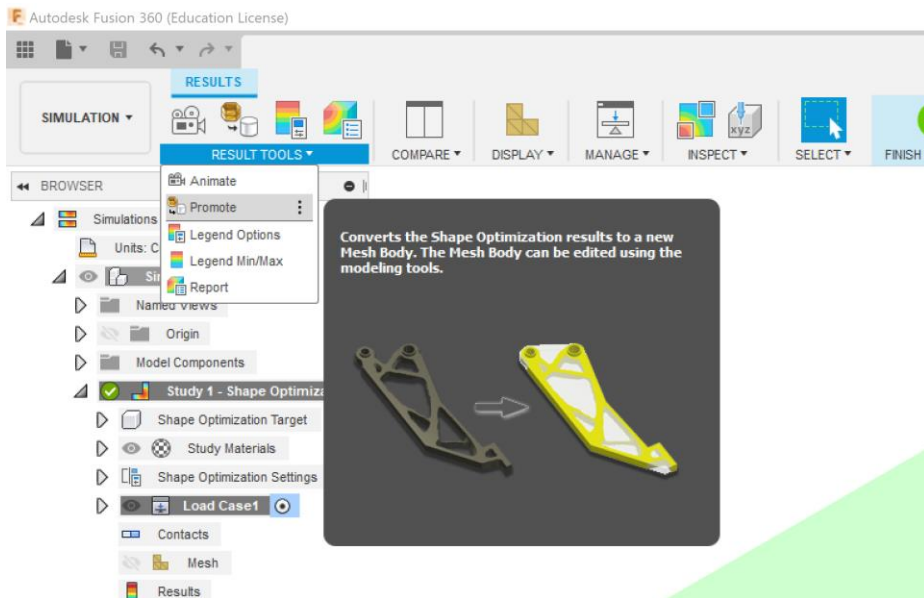 Autodesk Fusion 360 (Education License)
RESULTS
SIMULATION
RESULT TOOLS
COMPARE
DISPLAY
MANAGE
INSPECT
SELECT
FINISH
BROWSER
Animate
Promote
Legend Options
Legend Min/Max
Report
Converts the Shape Optimization results to a new
Mesh Body. The Mesh Body can be edited using the
modeling tools.
Simulations
Units: C
Si
Named Views
Origin
Model Components
Study 1 - Shape Optimiza
Shape Optimization Target
Study Materials
Shape Optimization Settings
Load Case1
Contacts
Mesh
Results